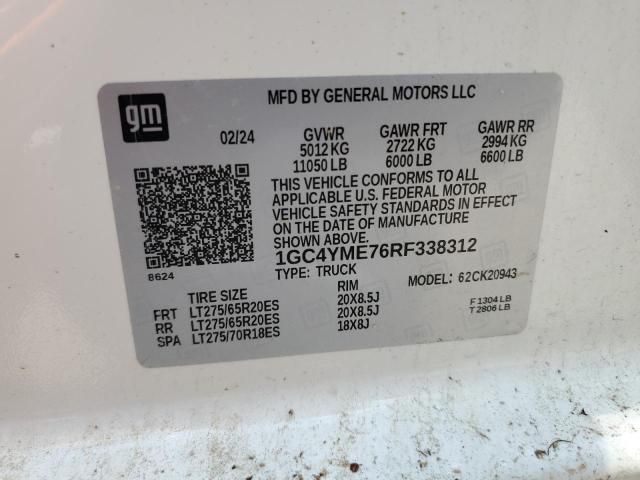 gm
MFD BY GENERAL MOTORS LLC
02/24 GVWR GAWR FRT GAWR RR
5012 KG 2722 KG 2994 KG
11050 LB 6000 LB 6600 LB
THIS VEHICLE CONFORMS TO ALL
APPLICABLE U.S. FEDERAL MOTOR
VEHICLE SAFETY STANDARDS IN EFFECT
ON THE DATE OF MANUFACTURE
SHOWN ABOVE.
8624
1GC4YME76RF338312
TYPE: TRUCK MODEL: 62CK20943
TIRE SIZE RIM
FRT LT275/65R20ES 20X8.5J F 1304 LB
RR LT275/65R20ES 20X8.5J T 2806 LB
SPA LT275/70R18ES 18X8J